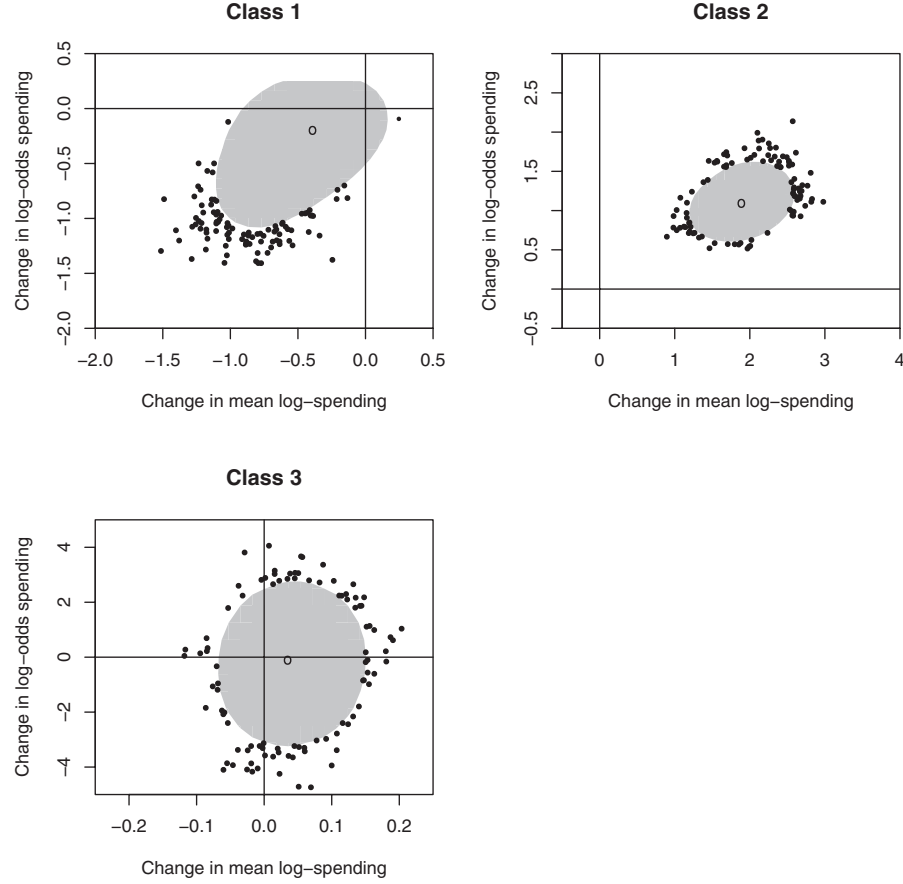 Class 1
Change in log−odds spending
0.5
0.0
−0.5
−1.0
−1.5
−2.0
−2.0 −1.5 −1.0 −0.5 0.0 0.5
Change in mean log−spending
Class 2
Change in log−odds spending
2.5
1.5
0.5
−0.5
0 1 2 3 4
Change in mean log−spending
Class 3
Change in log−odds spending
4
2
0
−2
−4
−0.2 −0.1 0.0 0.1 0.2
Change in mean log−spending